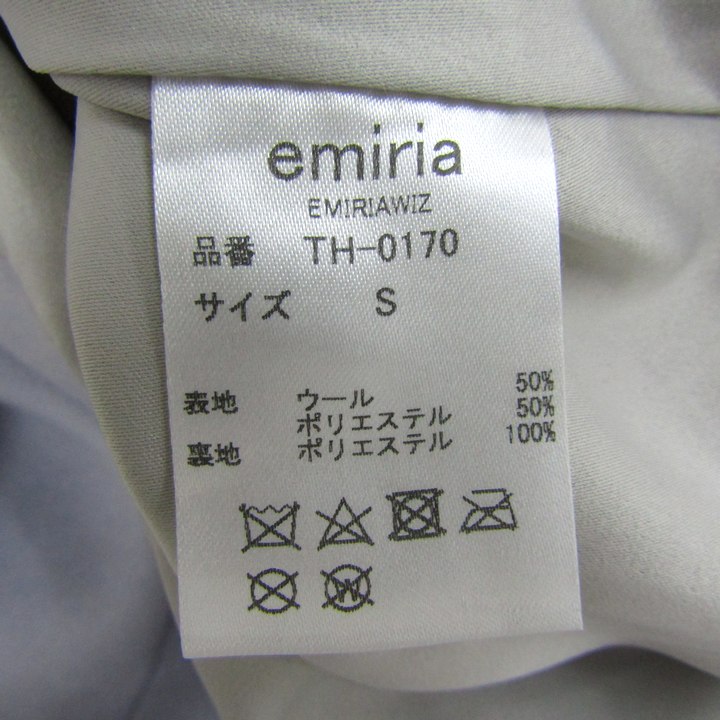 emiria
EMIRIAWIZ
品番 TH-0170
サイズ S
表地 ウール 50%
ポリエステル 50%
裏地 ポリエステル 100%
W